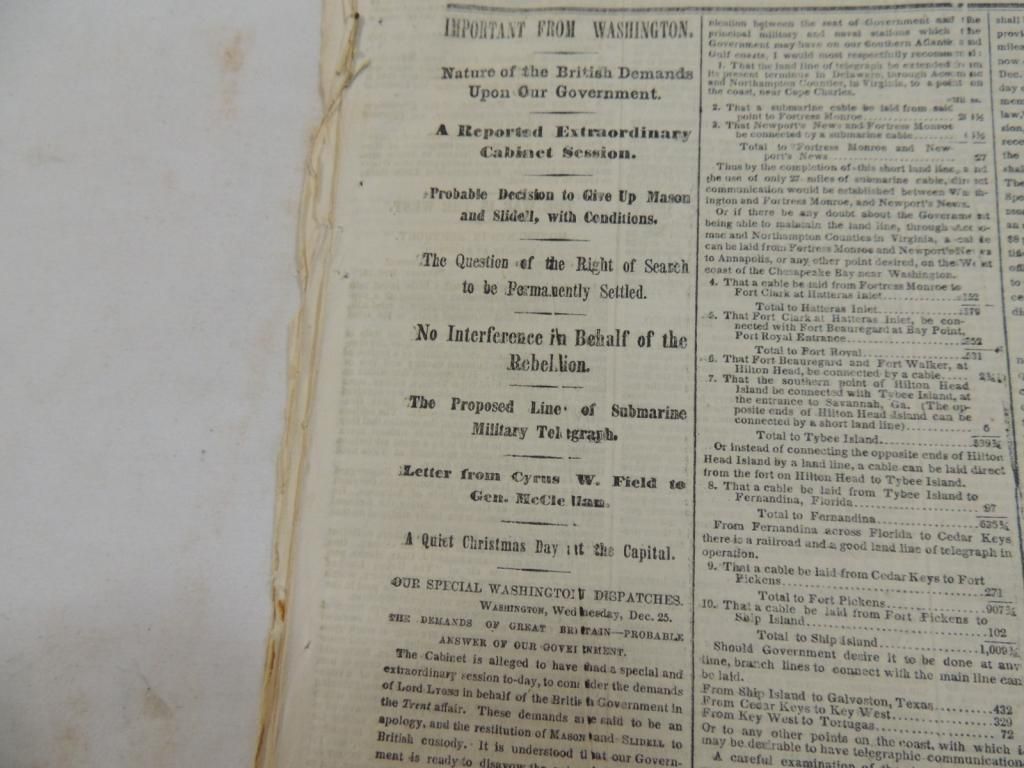 IMPORTANT FROM WASHINGTON.
Nature of the British Demands
Upon Our Government.
A Reported Extraordinary
Cabinet Session.
Probable Decision to Give Up Mason
and Slidell, with Conditions.
The Question of the Right of Search
to be Permanently Settled.
No Interference in Behalf of the
Rebellion.
The Proposed Line of Submarine
Military Telegraph.
Letter from Cyrus W. Field to
Gen. McClellan.
A Quiet Christmas Day at the Capital.
OUR SPECIAL WASHINGTON DISPATCHES.
WASHINGTON, Wednesday, Dec. 25.
THE DEMANDS OF GREAT BRITAIN—PROBABLE
ANSWER OF OUR GOVERNMENT.
The Cabinet is alleged to have had a special and
extraordinary session to-day, to consider the demands
of Lord LYONS in behalf of the British Government in
the Trent affair. These demands are said to be an
apology, and the restitution of MASON and SLIDELL to
British custody. It is understood that our Govern-
ment is ready to disavow the
nication between the seat of Government and the
principal military and naval stations which the
Government may have on our Southern Atlantic and
Gulf coasts, I would most respectfully recommend:
1. That the land line of telegraph be extended from
its present terminus in Delaware, through Accomac
and Northampton Counties, in Virginia, to a point on
the coast, near Cape Charles.
2. That a submarine cable be laid from said
point to Fortress Monroe
3. That Newport's News and Fortress Monroe
be connected by a submarine cable
Total to Fortress Monroe and New-
port's News 27
Thus by the completion of this short land line, and
the use of only 27 miles of submarine cable, direct
communication would be established between Wash-
ington and Fortress Monroe, and Newport's News.
Or if there be any doubt about the Government
being able to maintain the land line, through Acco-
mac and Northampton Counties in Virginia, a cable
can be laid from Fortress Monroe and Newport's News
to Annapolis, or any other point desired, on the West
coast of the Chesapeake Bay near Washington.
4. That a cable be laid from Fortress Monroe to
Fort Clark at Hatteras Inlet
Total to Hatteras Inlet
5. That Fort Clark at Hatteras Inlet, be con-
nected with Fort Beauregard at Bay Point,
Port Royal Entrance
Total to Port Royal
6. That Fort Beauregard and Fort Walker, at
Hilton Head, be connected by a cable
7. That the southern point of Hilton Head
Island be connected with Tybee Island, at
the entrance to Savannah, Ga. (The op-
posite ends of Hilton Head Island can be
connected by a short land line)
Total to Tybee Island
Or instead of connecting the opposite ends of Hilton
Head Island by a land line, a cable can be laid direct
from the fort on Hilton Head to Tybee Island.
8. That a cable be laid from Tybee Island to
Fernandina, Florida 97
Total to Fernandina
From Fernandina across Florida to Cedar Keys
there is a railroad and a good land line of telegraph in
operation.
9. That a cable be laid from Cedar Keys to Fort
Pickens 271
Total to Fort Pickens 907¾
10. That a cable be laid from Fort Pickens to
Ship Island 102
Total to Ship Island 1,009¾
Should Government desire it to be done at any
time, branch lines to connect with the main line can
be laid.
From Ship Island to Galveston, Texas 432
From Cedar Keys to Key West 329
From Key West to Tortugas 72
Or to any other points on the coast, with which it
may be desirable to have telegraphic communication
A careful examination of